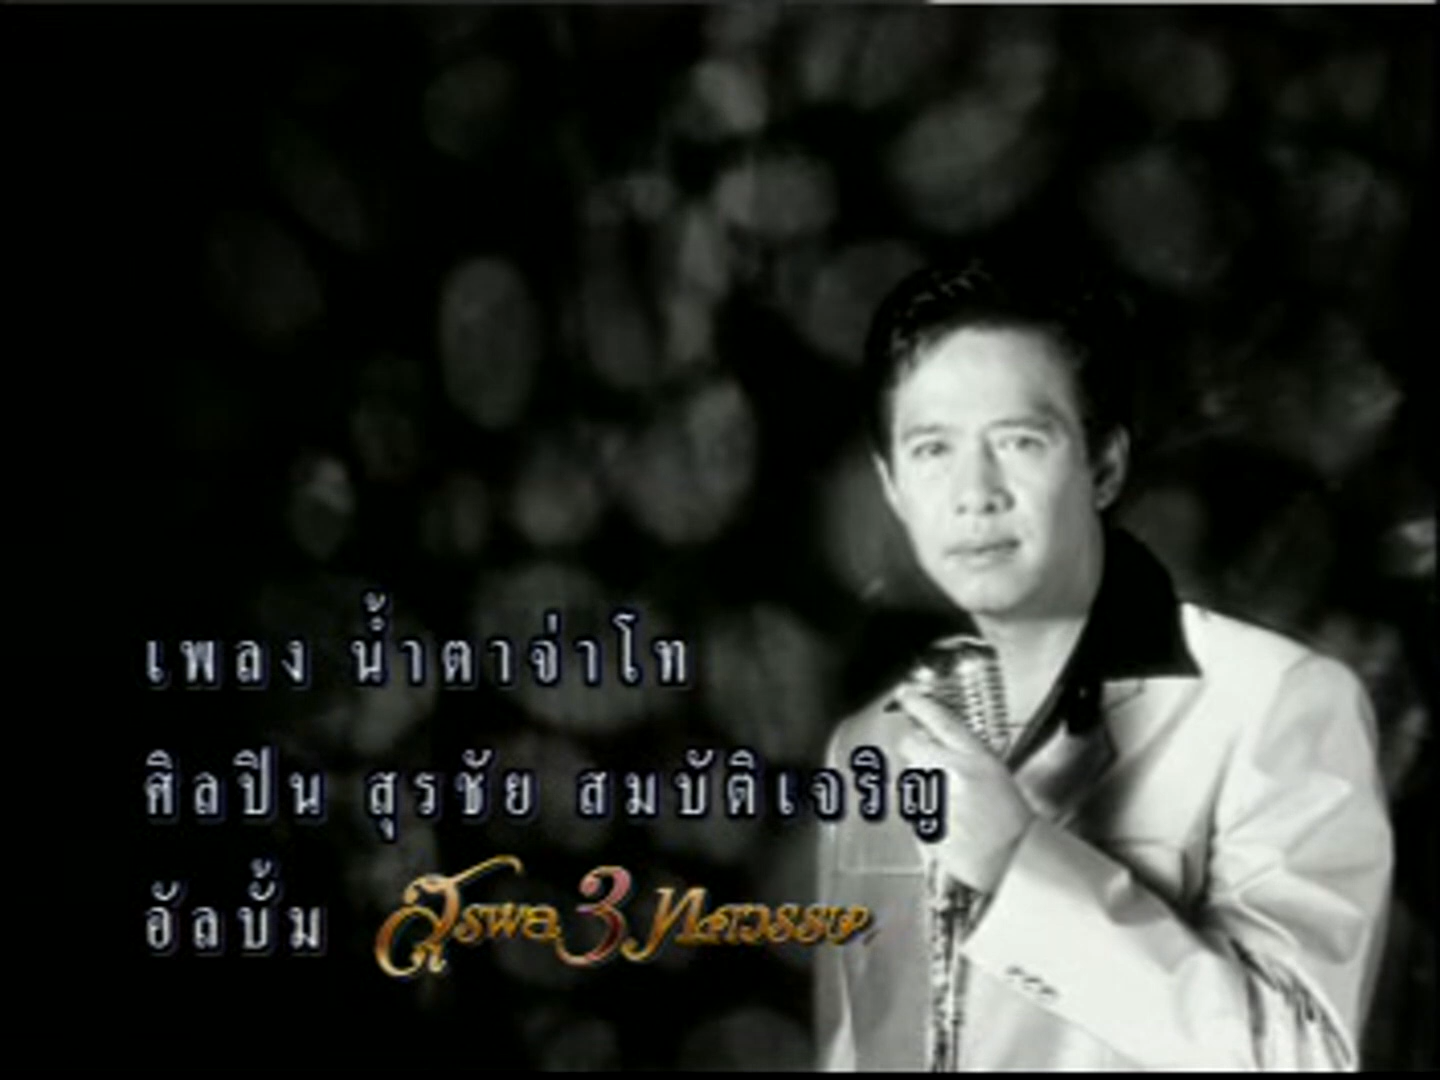 เพลง น้ำตาจ่าโท
ศิลปิน สุรชัย สมบัติเจริญ
อัลบั้ม สุรพล 3 ทศวรรษ